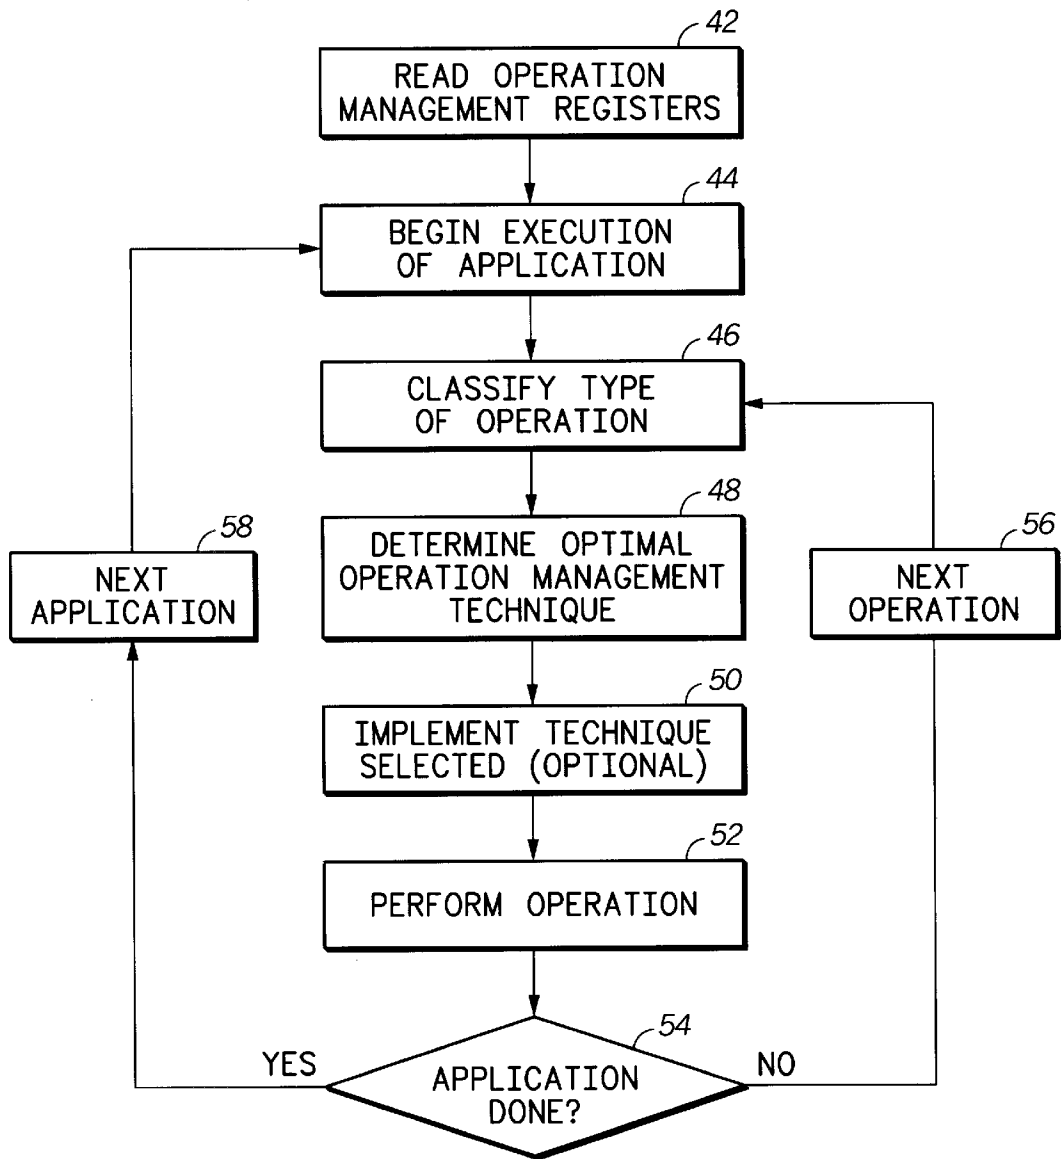 42
READ OPERATION
MANAGEMENT REGISTERS
44
BEGIN EXECUTION
OF APPLICATION
46
CLASSIFY TYPE
OF OPERATION
48
DETERMINE OPTIMAL
OPERATION MANAGEMENT
TECHNIQUE
58
NEXT
APPLICATION
56
NEXT
OPERATION
50
IMPLEMENT TECHNIQUE
SELECTED (OPTIONAL)
52
PERFORM OPERATION
54
YES
NO
APPLICATION
DONE?